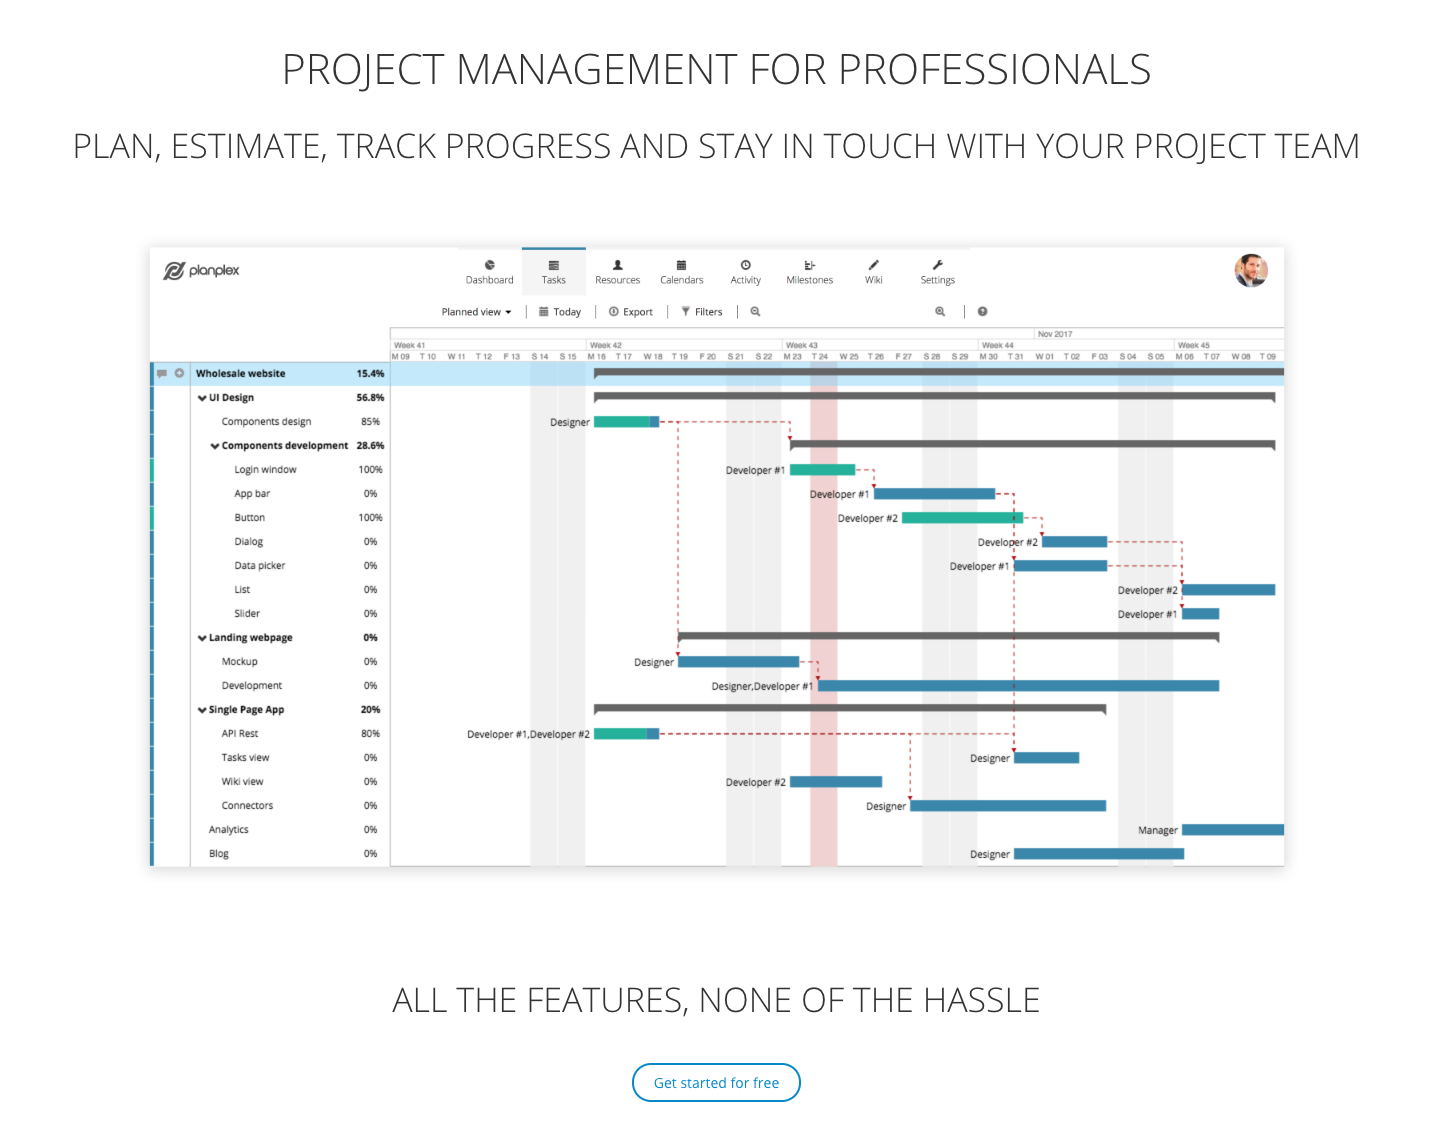 PROJECT MANAGEMENT FOR PROFESSIONALS
PLAN, ESTIMATE, TRACK PROGRESS AND STAY IN TOUCH WITH YOUR PROJECT TEAM
planplex
Dashboard Tasks Resources Calendars Activity Milestones Wiki Settings
Planned view Today Export Filters
Nov 2017
Week 41 Week 42 Week 43 Week 44 Week 45
M 09 T 10 W 11 T 12 F 13 S 14 S 15 M 16 T 17 W 18 T 19 F 20 S 21 S 22 M 23 T 24 W 25 T 26 F 27 S 28 S 29 M 30 T 31 W 01 T 02 F 03 S 04 S 05 M 06 T 07 W 08 T 09
Wholesale website 15.4%
UI Design 56.8%
Components design 85% Designer
Components development 28.6%
Login window 100% Developer #1
App bar 0% Developer #1
Button 100% Developer #2
Dialog 0% Developer #2
Data picker 0% Developer #1
List 0% Developer #2
Slider 0% Developer #1
Landing webpage 0%
Mockup 0% Designer
Development 0% Designer,Developer #1
Single Page App 20%
API Rest 80% Developer #1,Developer #2
Tasks view 0% Designer
Wiki view 0% Developer #2
Connectors 0% Designer
Analytics 0% Manager
Blog 0% Designer
ALL THE FEATURES, NONE OF THE HASSLE
Get started for free